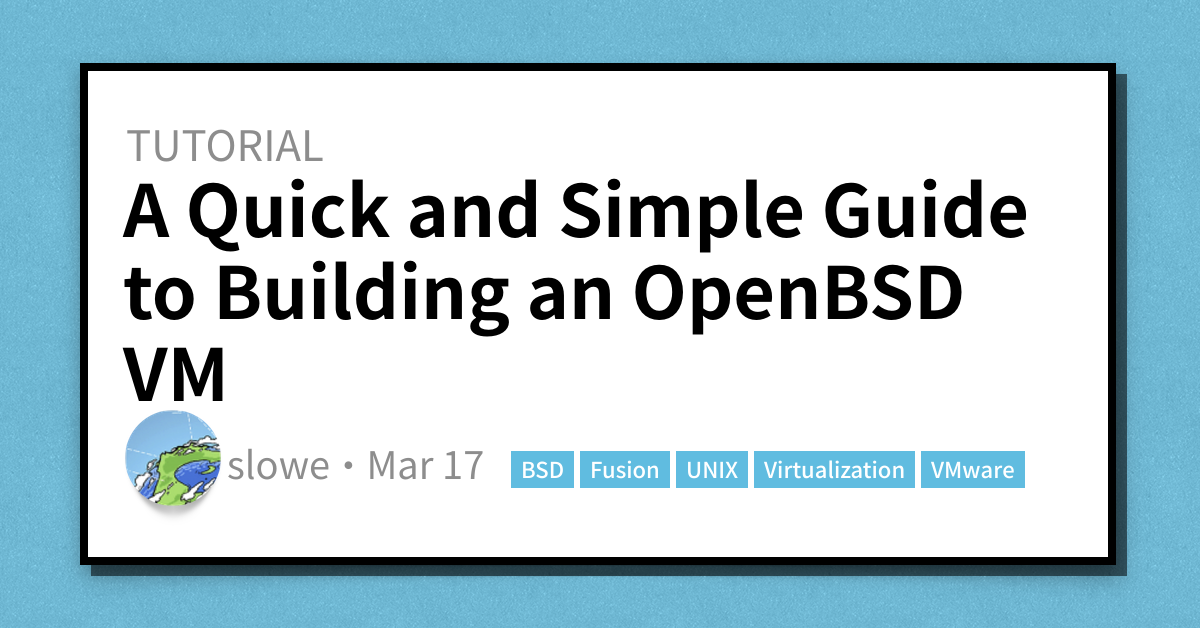 TUTORIAL
A Quick and Simple Guide
to Building an OpenBSD
VM
slowe • Mar 17 BSD Fusion UNIX Virtualization VMware